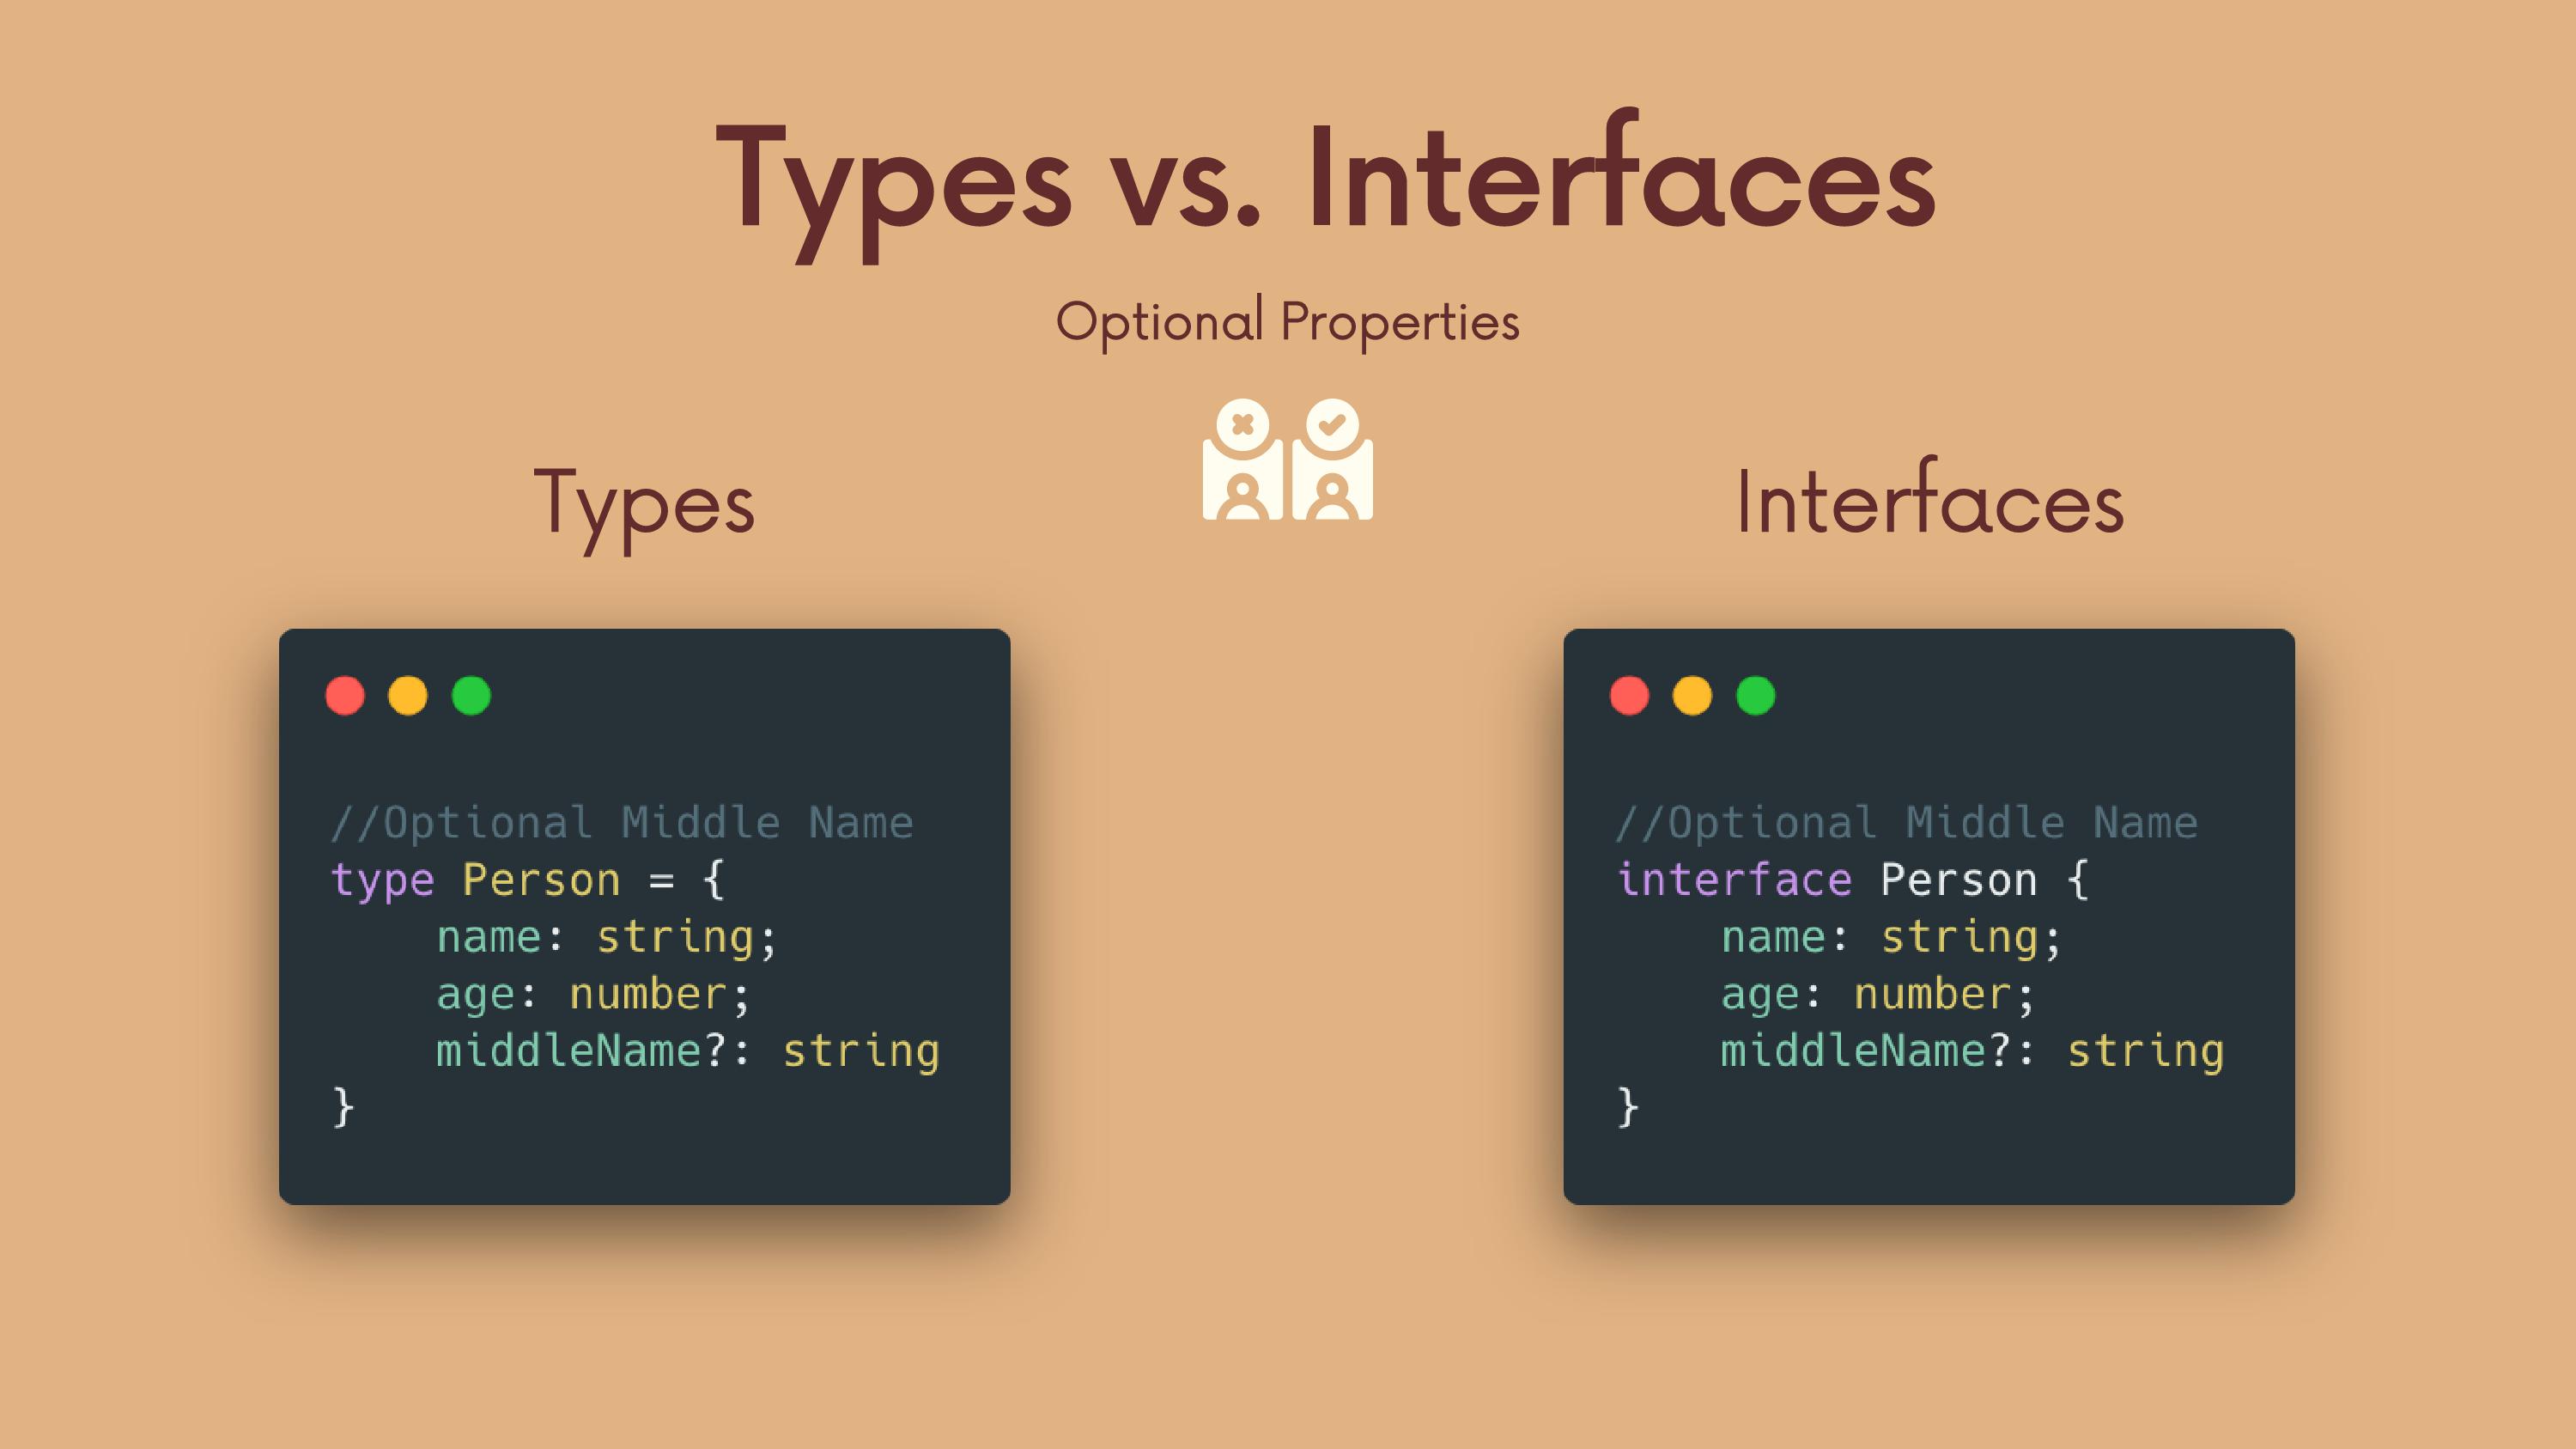 Types vs. Interfaces
Optional Properties
Types
//Optional Middle Name
type Person = {
    name: string;
    age: number;
    middleName?: string
}
Interfaces
//Optional Middle Name
interface Person {
    name: string;
    age: number;
    middleName?: string
}